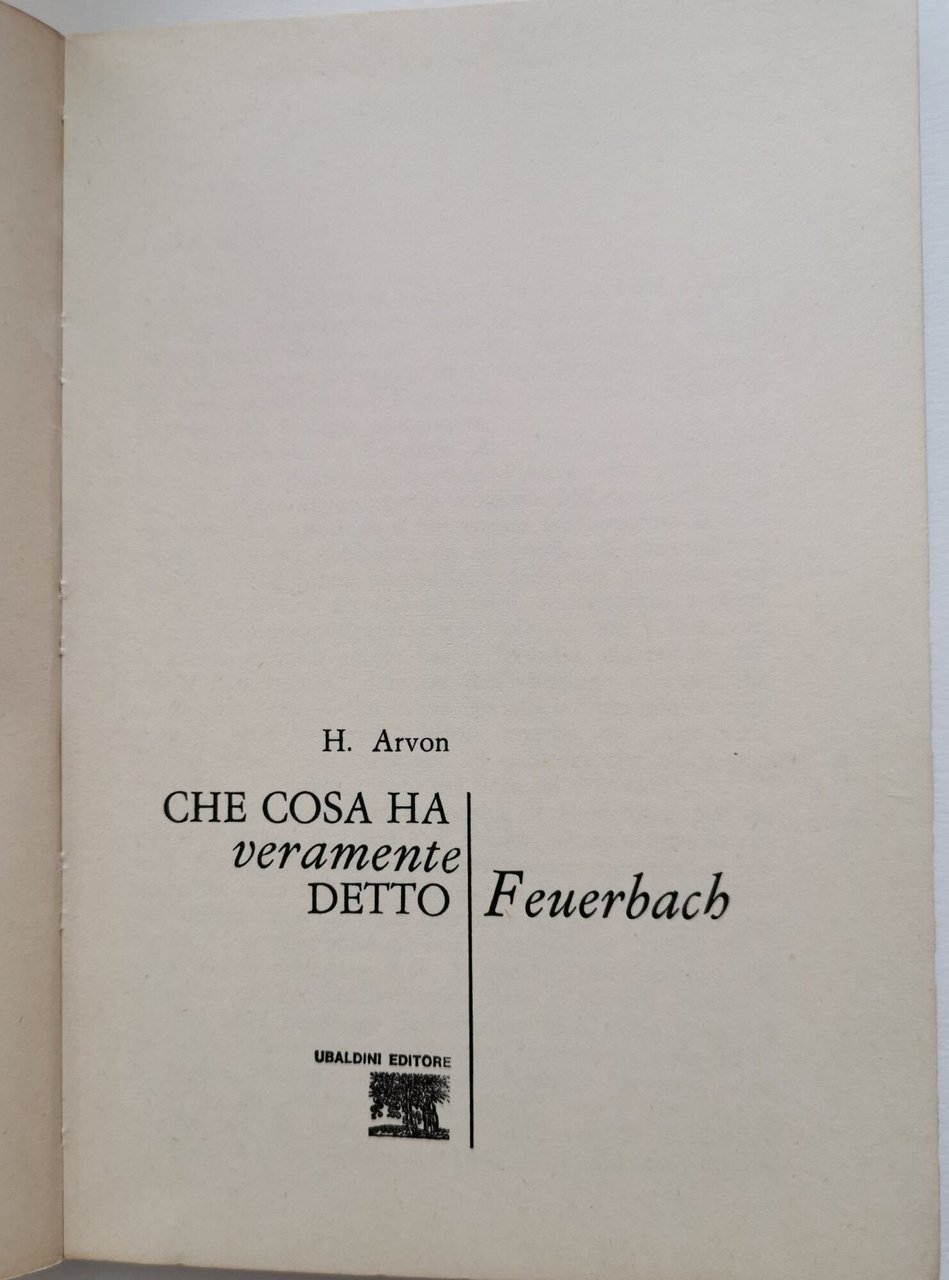 H. Arvon
CHE COSA HA
veramente
DETTO
Feuerbach
UBALDINI EDITORE